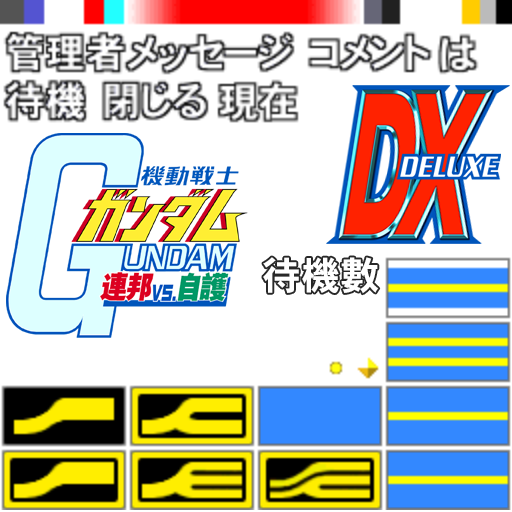 管理者メッセージ コメント は
待機 閉じる 現在
機動戦士
ガンダム
GUNDAM
連邦vs.自護
DX
DELUXE
待機數